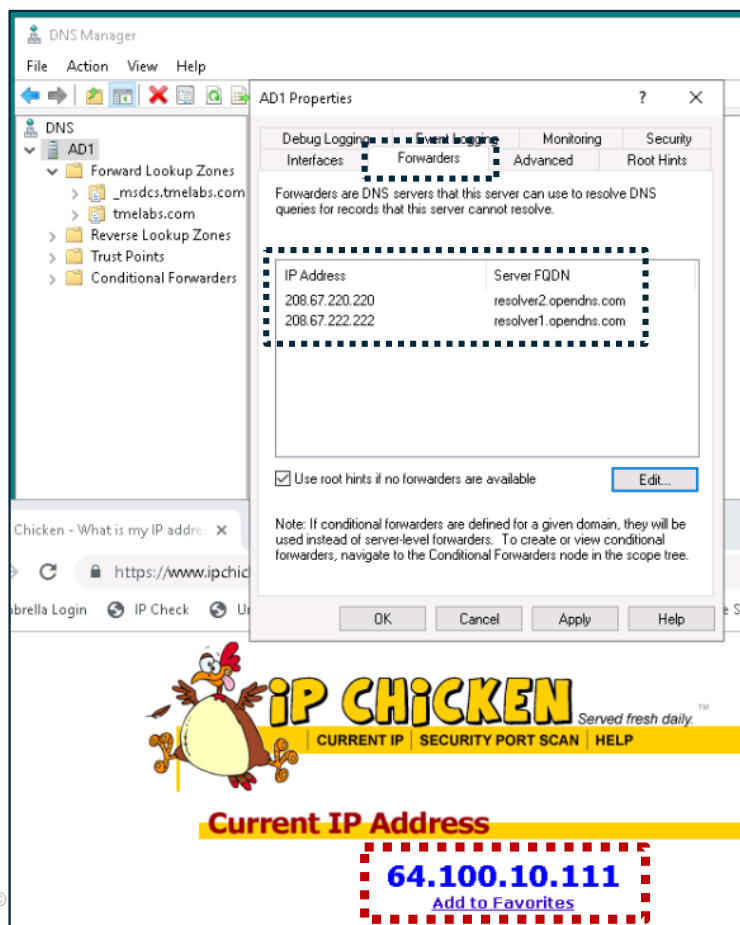 DNS Manager
File Action View Help
DNS
AD1
Forward Lookup Zones
_msdcs.tmelabs.com
tmelabs.com
Reverse Lookup Zones
Trust Points
Conditional Forwarders
AD1 Properties
? X
Debug Logging Event Logging Monitoring Security
Interfaces Forwarders Advanced Root Hints
Forwarders are DNS servers that this server can use to resolve DNS
queries for records that this server cannot resolve.
IP Address Server FQDN
208.67.220.220 resolver2.opendns.com
208.67.222.222 resolver1.opendns.com
Use root hints if no forwarders are available
Edit...
Note: If conditional forwarders are defined for a given domain, they will be
used instead of server-level forwarders. To create or view conditional
forwarders, navigate to the Conditional Forwarders node in the scope tree.
OK Cancel Apply Help
Chicken - What is my IP addre
https://www.ipchic
brella Login IP Check
iP CHiCKEN Served fresh daily. ™
CURRENT IP | SECURITY PORT SCAN | HELP
Current IP Address
64.100.10.111
Add to Favorites
©